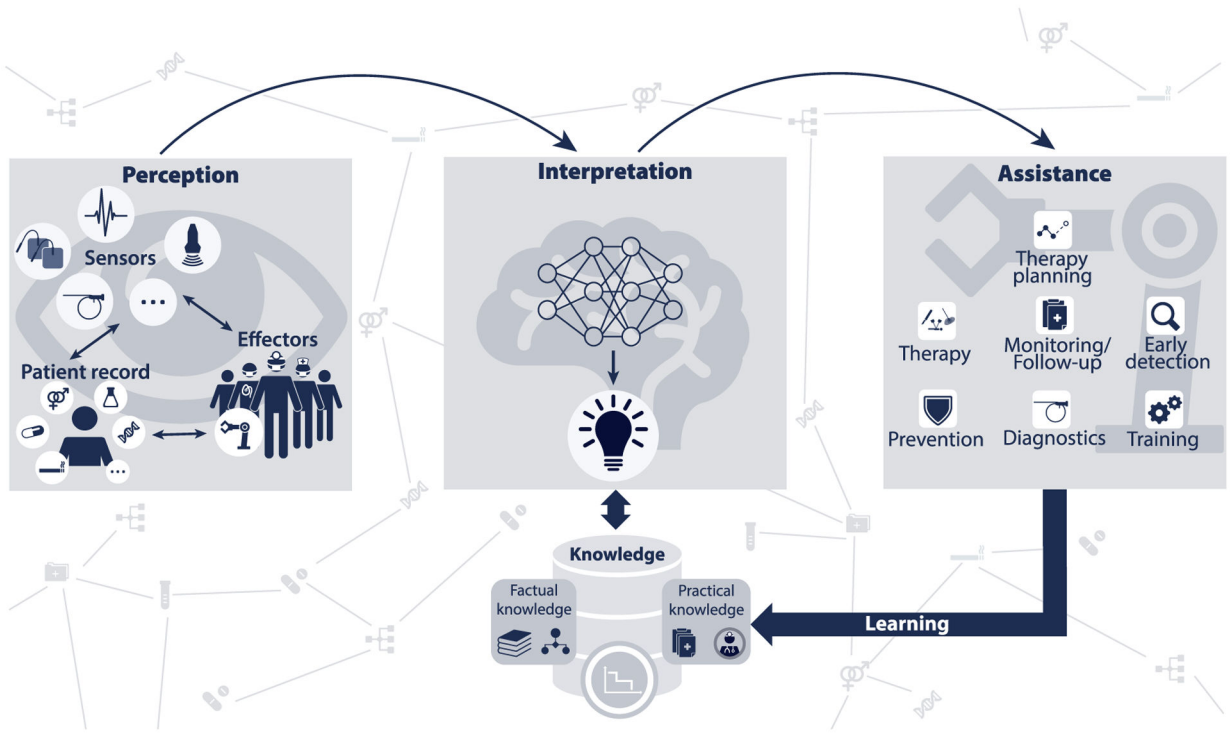 Perception
Sensors
...
Effectors
Patient record
...
Interpretation
Knowledge
Factual
knowledge
Practical
knowledge
Assistance
Therapy
planning
Therapy
Monitoring/
Follow-up
Early
detection
Prevention
Diagnostics
Training
Learning